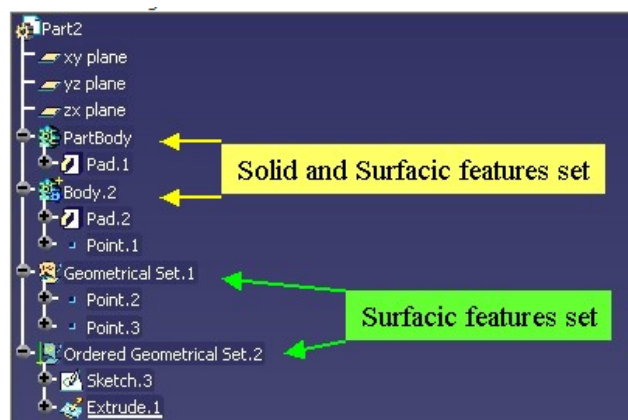 Part2
xy plane
yz plane
zx plane
PartBody
Pad.1
Solid and Surfacic features set
Body.2
Pad.2
Point.1
Geometrical Set.1
Point.2
Surfacic features set
Point.3
Ordered Geometrical Set.2
Sketch.3
Extrude.1